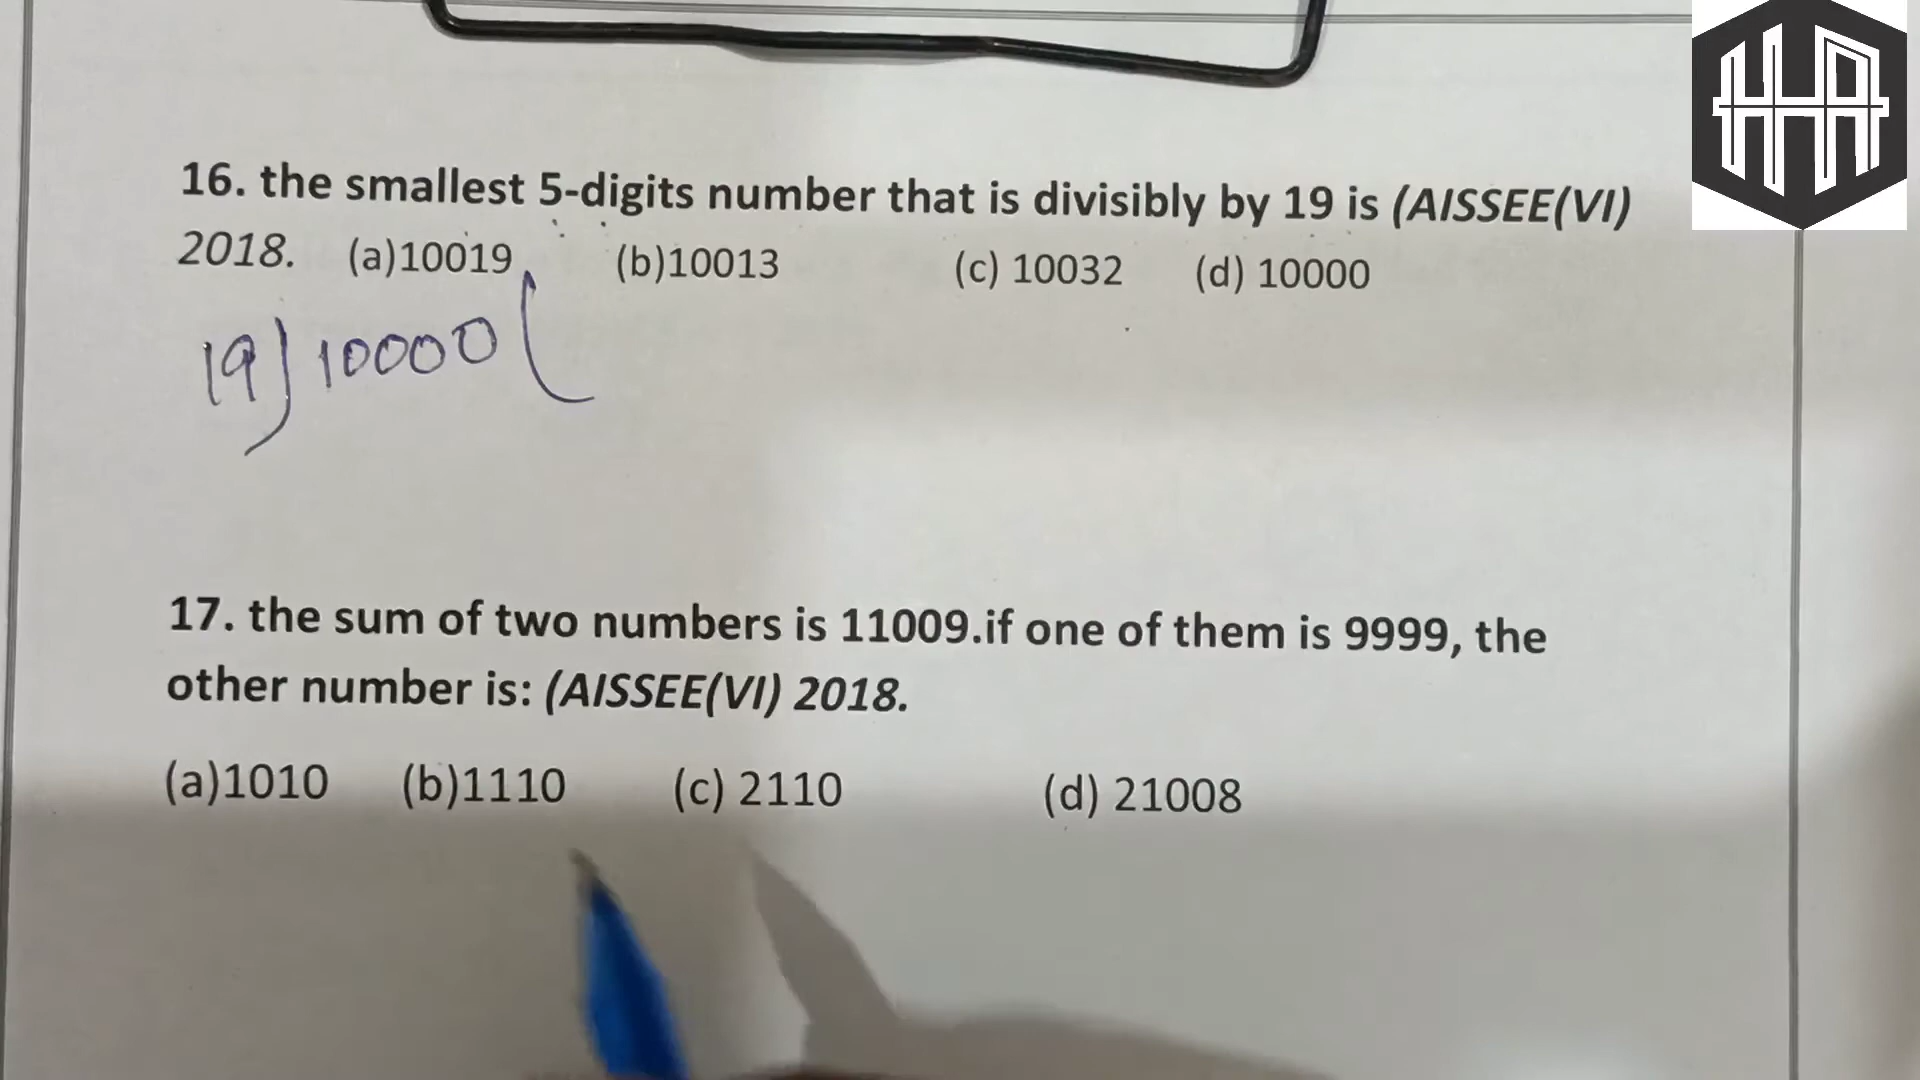 HHA
16. the smallest 5-digits number that is divisibly by 19 is (AISSEE(VI)
2018. (a)10019 (b)10013 (c) 10032 (d) 10000
19)10000(
17. the sum of two numbers is 11009.if one of them is 9999, the
other number is: (AISSEE(VI) 2018.
(a)1010 (b)1110 (c) 2110 (d) 21008